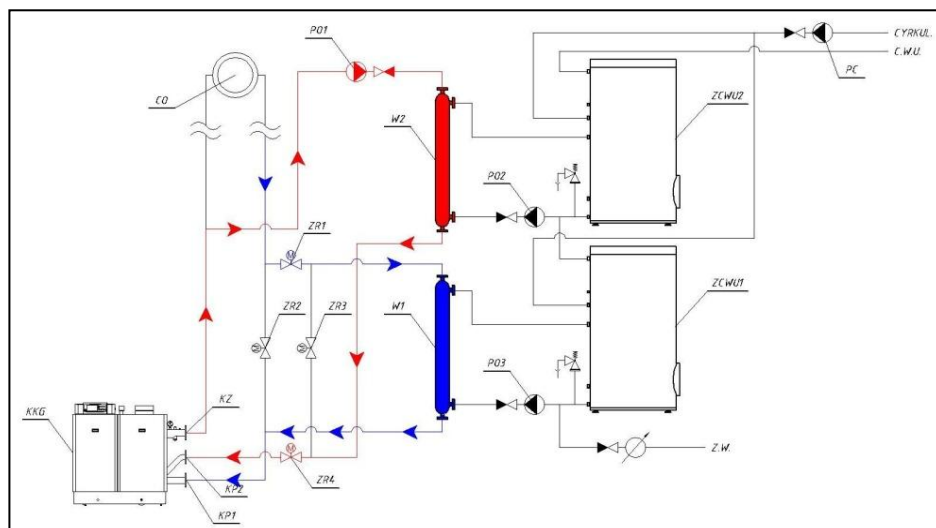 PO1
CYRKUL.
C.W.U.
PC
CO
ZCWU2
W2
PO2
ZR1
ZCWU1
ZR2
ZR3
W1
PO3
KKG
KZ
Z.W.
KP2
ZR4
KP1
M
M
M
M